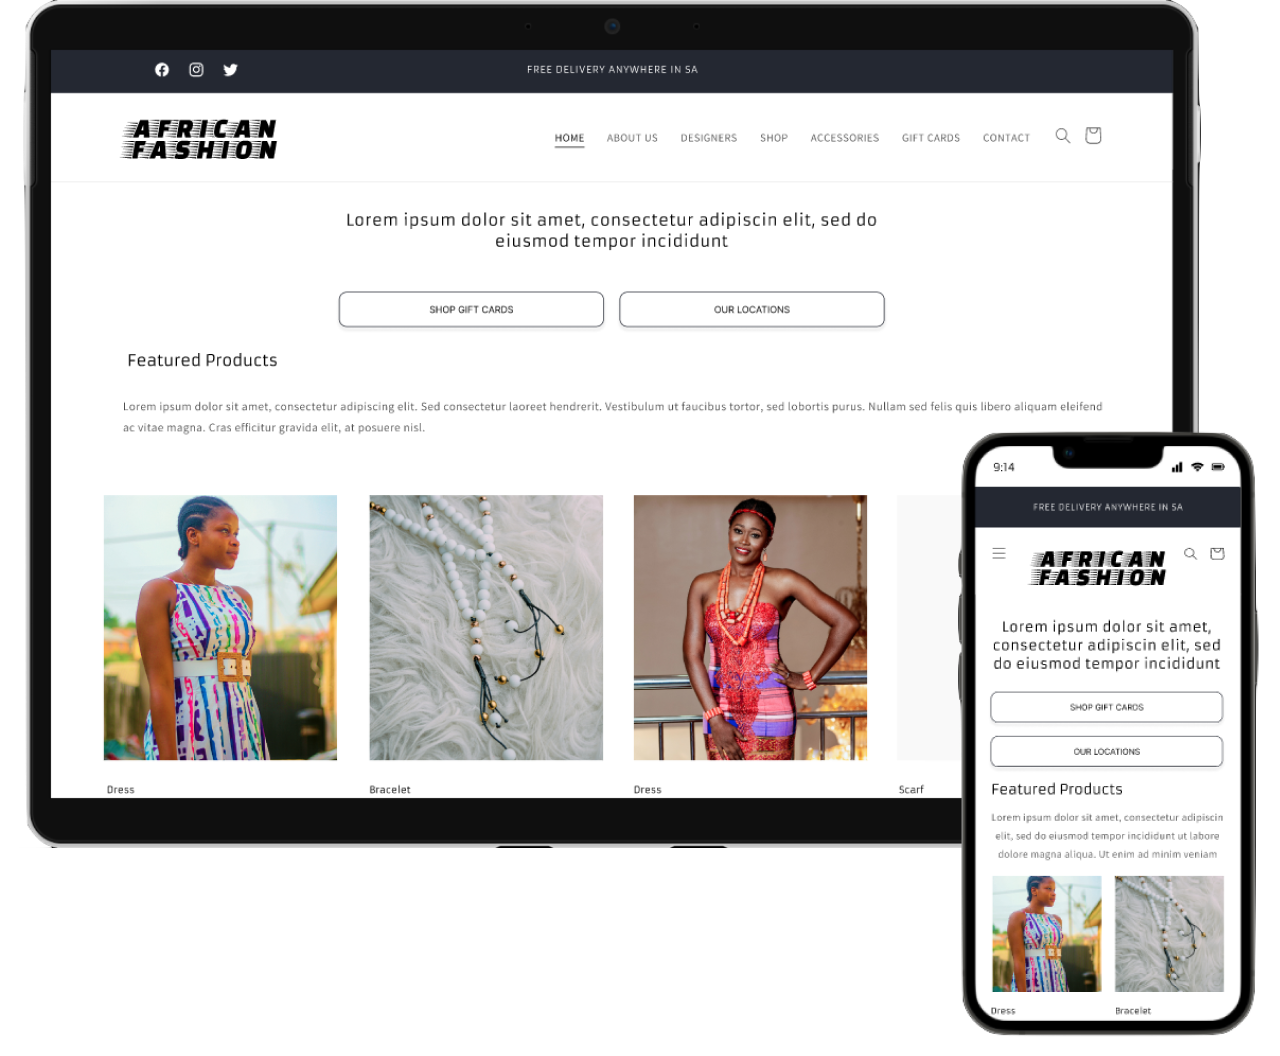 FREE DELIVERY ANYWHERE IN SA
AFRICAN
FASHION
HOME ABOUT US DESIGNERS SHOP ACCESSORIES GIFT CARDS CONTACT
Lorem ipsum dolor sit amet, consectetur adipiscin elit, sed do
eiusmod tempor incididunt
SHOP GIFT CARDS OUR LOCATIONS
Featured Products
Lorem ipsum dolor sit amet, consectetur adipiscing elit. Sed consectetur laoreet hendrerit. Vestibulum ut faucibus tortor, sed lobortis purus. Nullam sed felis quis libero aliquam eleifend
ac vitae magna. Cras efficitur gravida elit, at posuere nisl.
Dress Bracelet Dress Scarf
9:14
FREE DELIVERY ANYWHERE IN SA
AFRICAN
FASHION
Lorem ipsum dolor sit amet,
consectetur adipiscin elit, sed
do eiusmod tempor incididunt
SHOP GIFT CARDS
OUR LOCATIONS
Featured Products
Lorem ipsum dolor sit amet, consectetur adipiscin
elit, sed do eiusmod tempor incididunt ut labore
dolore magna aliqua. Ut enim ad minim veniam
Dress Bracelet